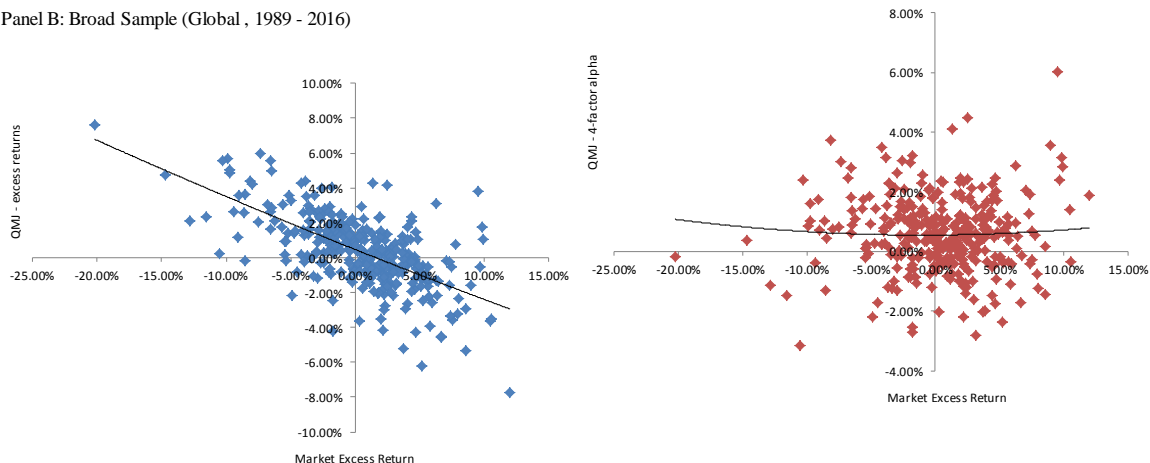 Panel B: Broad Sample (Global , 1989 - 2016)
QMJ - excess returns
10.00%
8.00%
6.00%
4.00%
2.00%
0.00%
-2.00%
-4.00%
-6.00%
-8.00%
-10.00%
-25.00% -20.00% -15.00% -10.00% -5.00% 0.00% 5.00% 10.00% 15.00%
Market Excess Return
QMJ - 4-factor alpha
8.00%
6.00%
4.00%
2.00%
0.00%
-2.00%
-4.00%
-25.00% -20.00% -15.00% -10.00% -5.00% 0.00% 5.00% 10.00% 15.00%
Market Excess Return